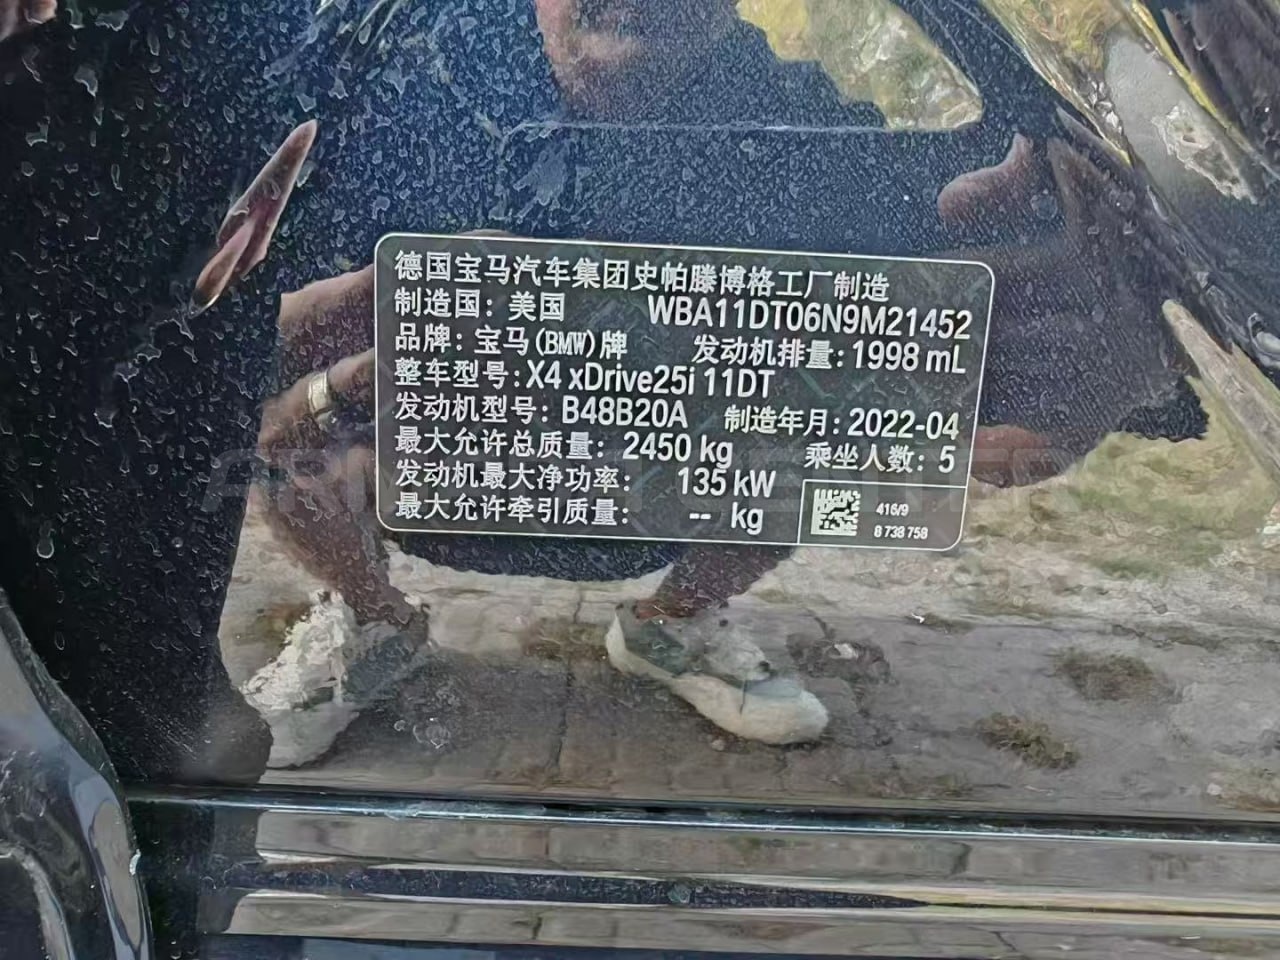 德国宝马汽车集团史帕滕博格工厂制造
制造国: 美国 WBA11DT06N9M21452
品牌: 宝马(BMW)牌 发动机排量: 1998 mL
整车型号: X4 xDrive25i 11DT
发动机型号: B48B20A 制造年月: 2022-04
最大允许总质量: 2450 kg 乘坐人数: 5
发动机最大净功率: 135 kW
最大允许牵引质量: -- kg
416/9
8 738 758